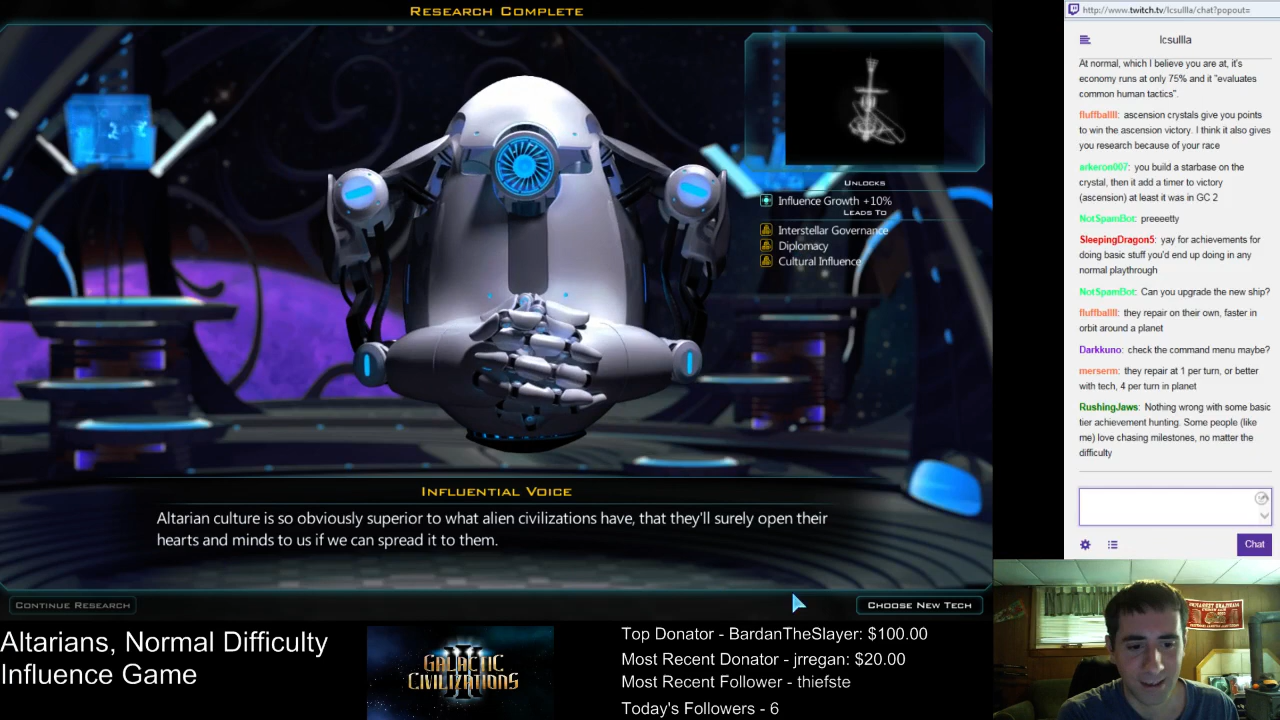 RESEARCH COMPLETE
UNLOCKS
Influence Growth +10%
LEADS TO
Interstellar Governance
Diplomacy
Cultural Influence
INFLUENTIAL VOICE
Altarian culture is so obviously superior to what alien civilizations have, that they'll surely open their
hearts and minds to us if we can spread it to them.
CONTINUE RESEARCH
CHOOSE NEW TECH
Altarians, Normal Difficulty
Influence Game
GALACTIC
CIVILIZATIONS
III
Top Donator - BardanTheSlayer: $100.00
Most Recent Donator - jrregan: $20.00
Most Recent Follower - thiefste
Today's Followers - 6
http://www.twitch.tv/lcsullla/chat?popout=
lcsullla
At normal, which I believe you are at, it's
economy runs at only 75% and it "evaluates
common human tactics".
fluffballll: ascension crystals give you points
to win the ascension victory. I think it also gives
you research because of your race
arkeron007: you build a starbase on the
crystal, then it add a timer to victory
(ascension) at least it was in GC 2
NotSpamBot: preeeetty
SleepingDragon5: yay for achievements for
doing basic stuff you'd end up doing in any
normal playthrough
NotSpamBot: Can you upgrade the new ship?
fluffballll: they repair on their own, faster in
orbit around a planet
Darkkuno: check the command menu maybe?
merserm: they repair at 1 per turn, or better
with tech, 4 per turn in planet
RushingJaws: Nothing wrong with some basic
tier achievement hunting. Some people (like
me) love chasing milestones, no matter the
difficulty
Chat